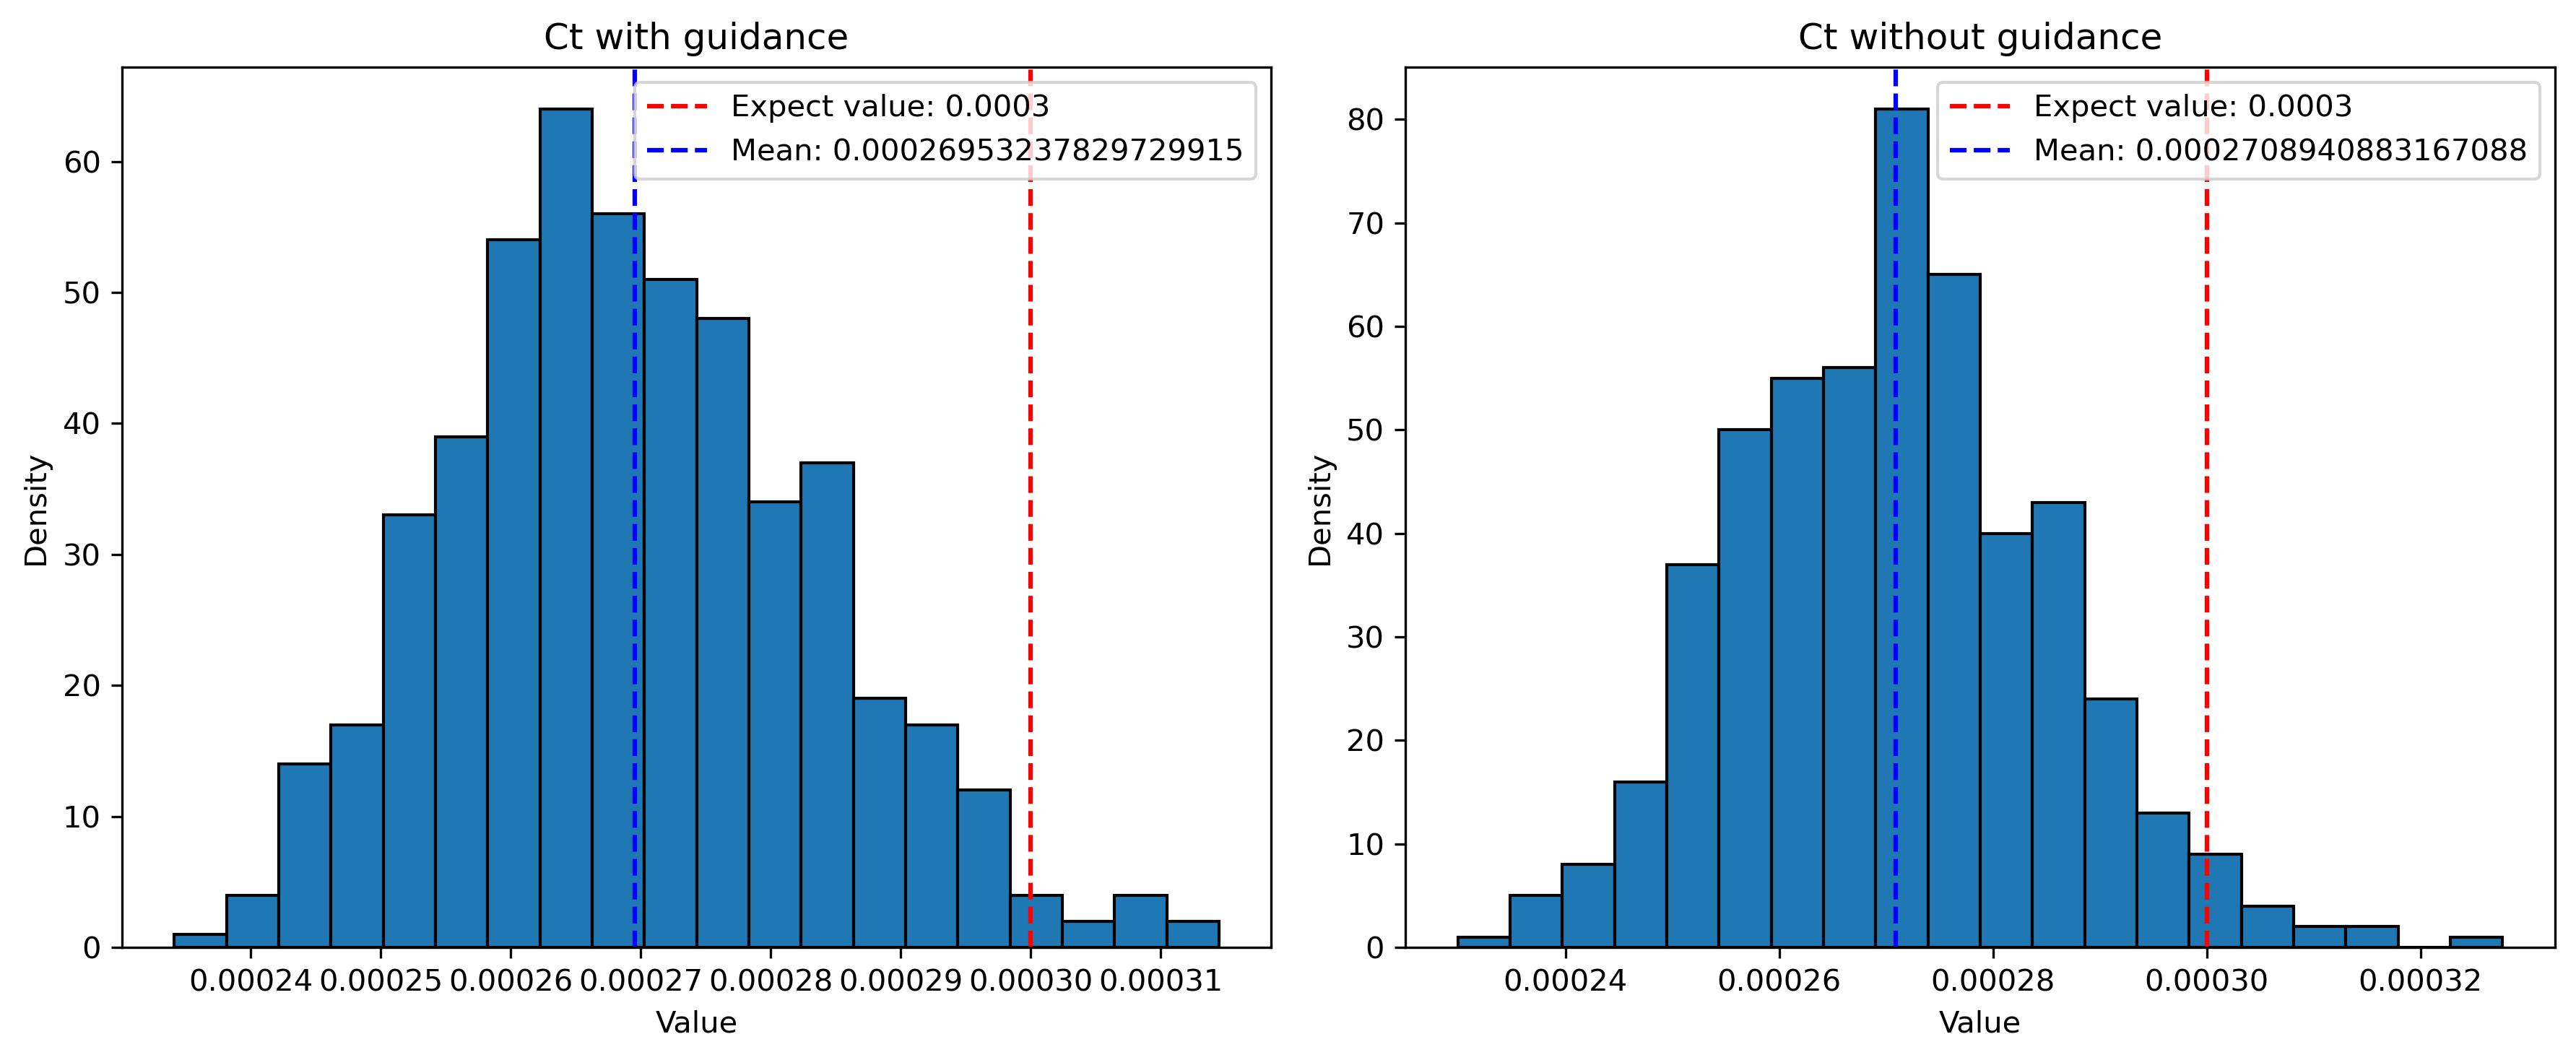 Ct with guidance
Expect value: 0.0003
Mean: 0.00026953237829729915
60
50
40
30
20
10
0
Density
0.00024 0.00025 0.00026 0.00027 0.00028 0.00029 0.00030 0.00031
Value
Ct without guidance
Expect value: 0.0003
Mean: 0.0002708940883167088
80
70
60
50
40
30
20
10
0
Density
0.00024 0.00026 0.00028 0.00030 0.00032
Value